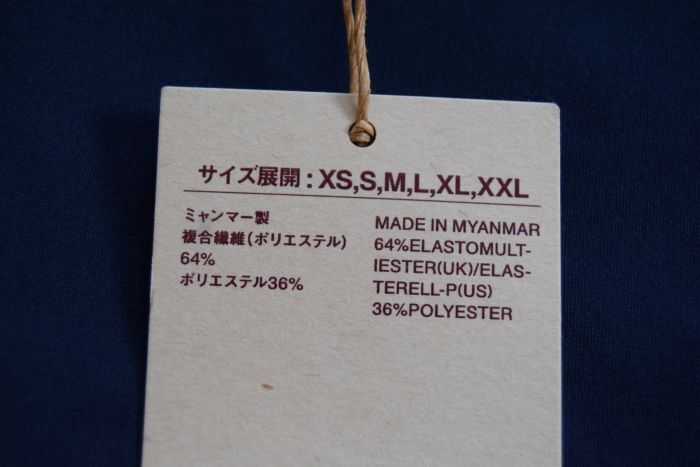 サイズ展開：XS,S,M,L,XL,XXL
ミャンマー製
複合繊維（ポリエステル）
64%
ポリエステル36%
MADE IN MYANMAR
64%ELASTOMULT-
IESTER(UK)/ELAS-
TERELL-P(US)
36%POLYESTER